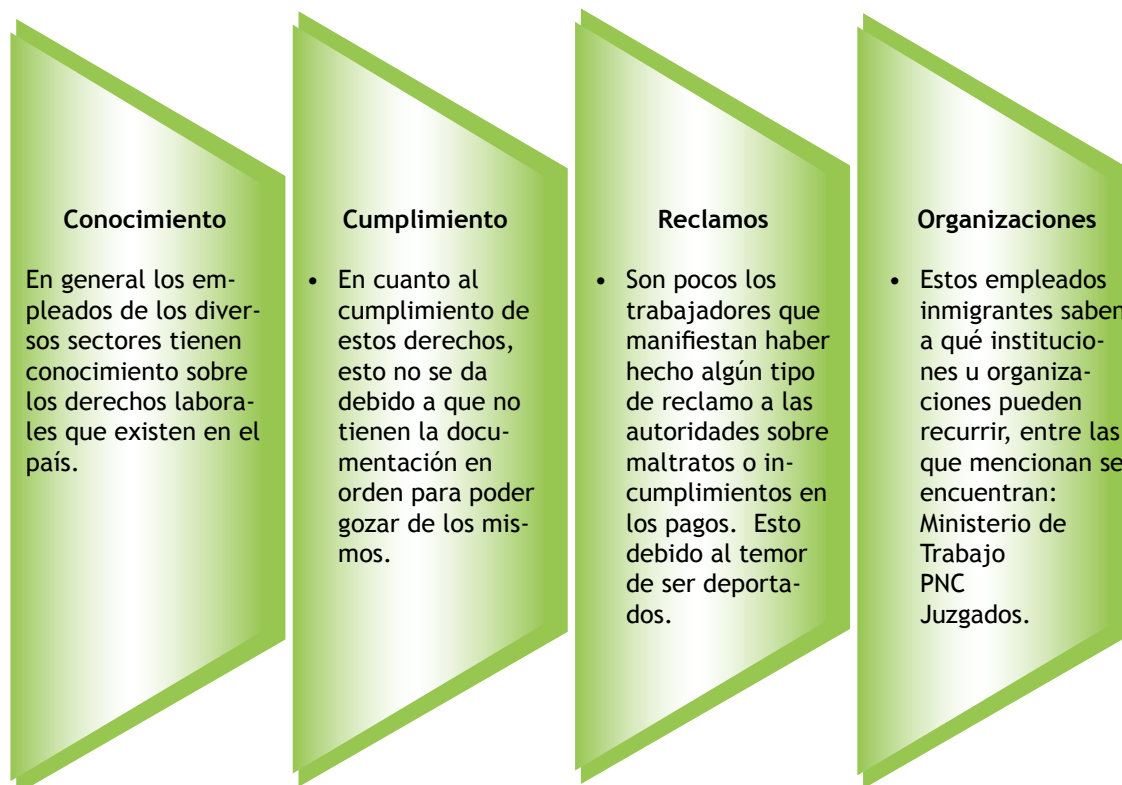 Conocimiento
En general los em-
pleados de los diver-
sos sectores tienen
conocimiento sobre
los derechos labora-
les que existen en el
país.
Cumplimiento
• En cuanto al
cumplimiento de
estos derechos,
esto no se da
debido a que no
tienen la docu-
mentación en
orden para poder
gozar de los mis-
mos.
Reclamos
• Son pocos los
trabajadores que
manifiestan haber
hecho algún tipo
de reclamo a las
autoridades sobre
maltratos o in-
cumplimientos en
los pagos.  Esto
debido al temor
de ser deporta-
dos.
Organizaciones
• Estos empleados
inmigrantes saben
a qué institucio-
nes u organiza-
ciones pueden
recurrir, entre las
que mencionan se
encuentran:
Ministerio de
Trabajo
PNC
Juzgados.